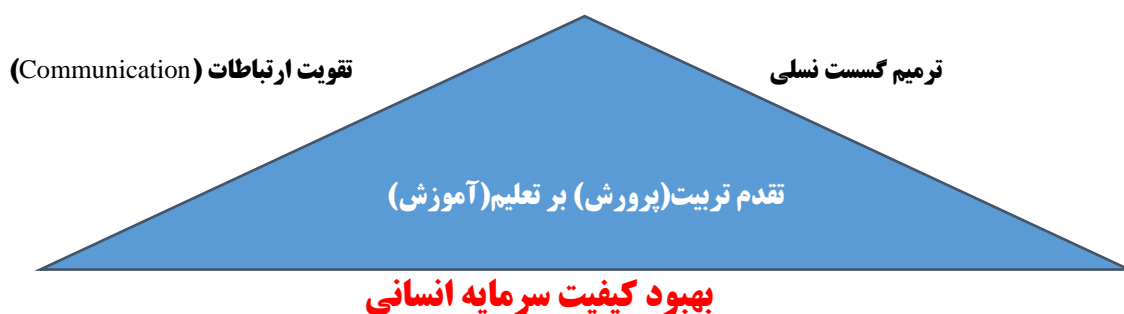 ترمیم گسست نسلی
تقویت ارتباطات (Communication)
تقدم تربیت(پرورش) بر تعلیم(آموزش)
بهبود کیفیت سرمایه انسانی